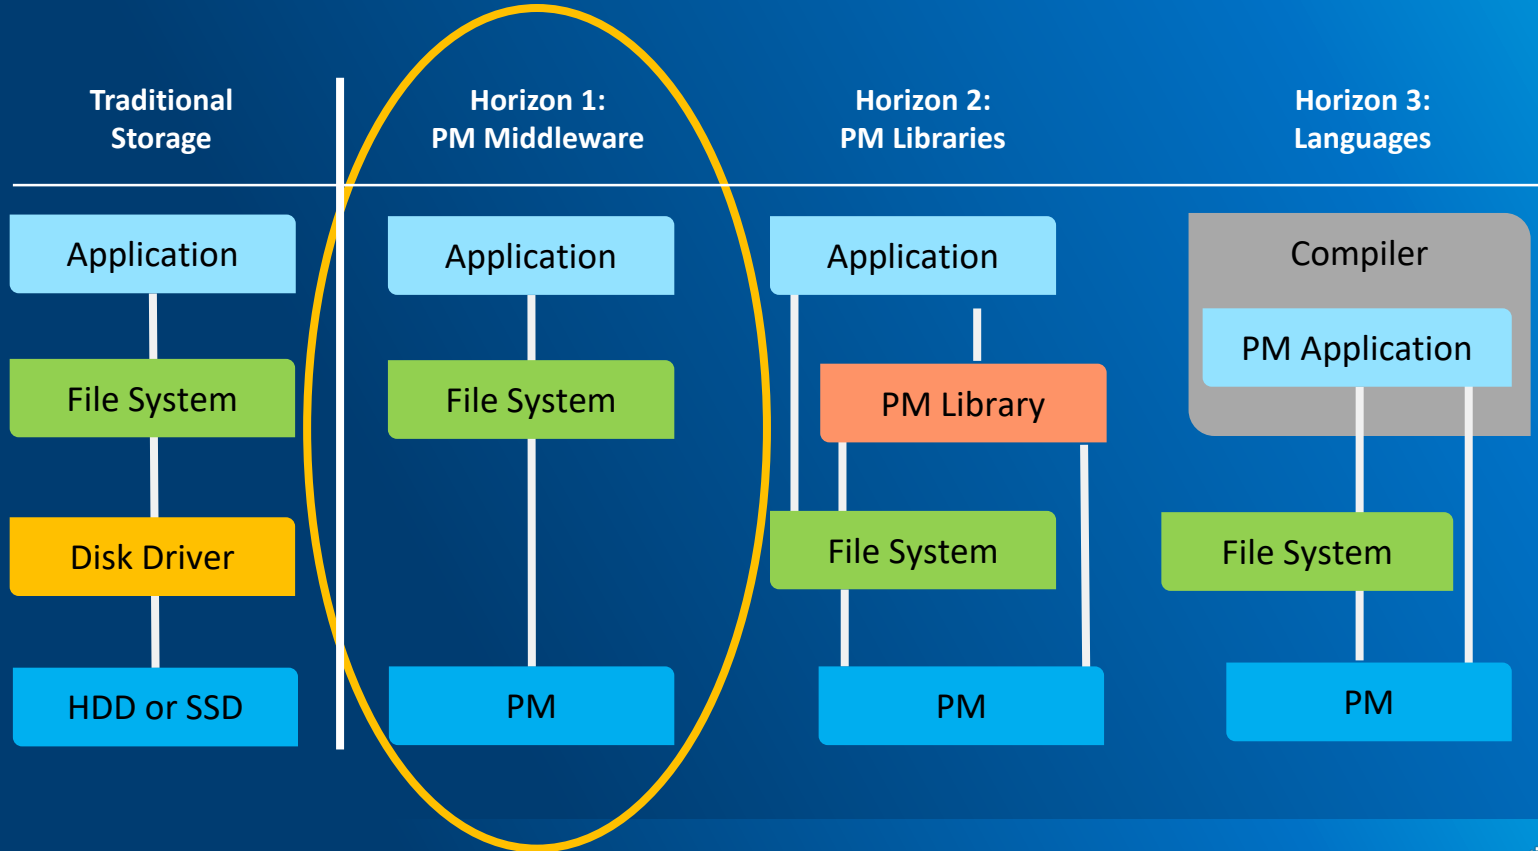 Traditional
Storage
Horizon 1:
PM Middleware
Horizon 2:
PM Libraries
Horizon 3:
Languages
Application
File System
Disk Driver
HDD or SSD
Application
File System
PM
Application
PM Library
File System
PM
Compiler
PM Application
File System
PM